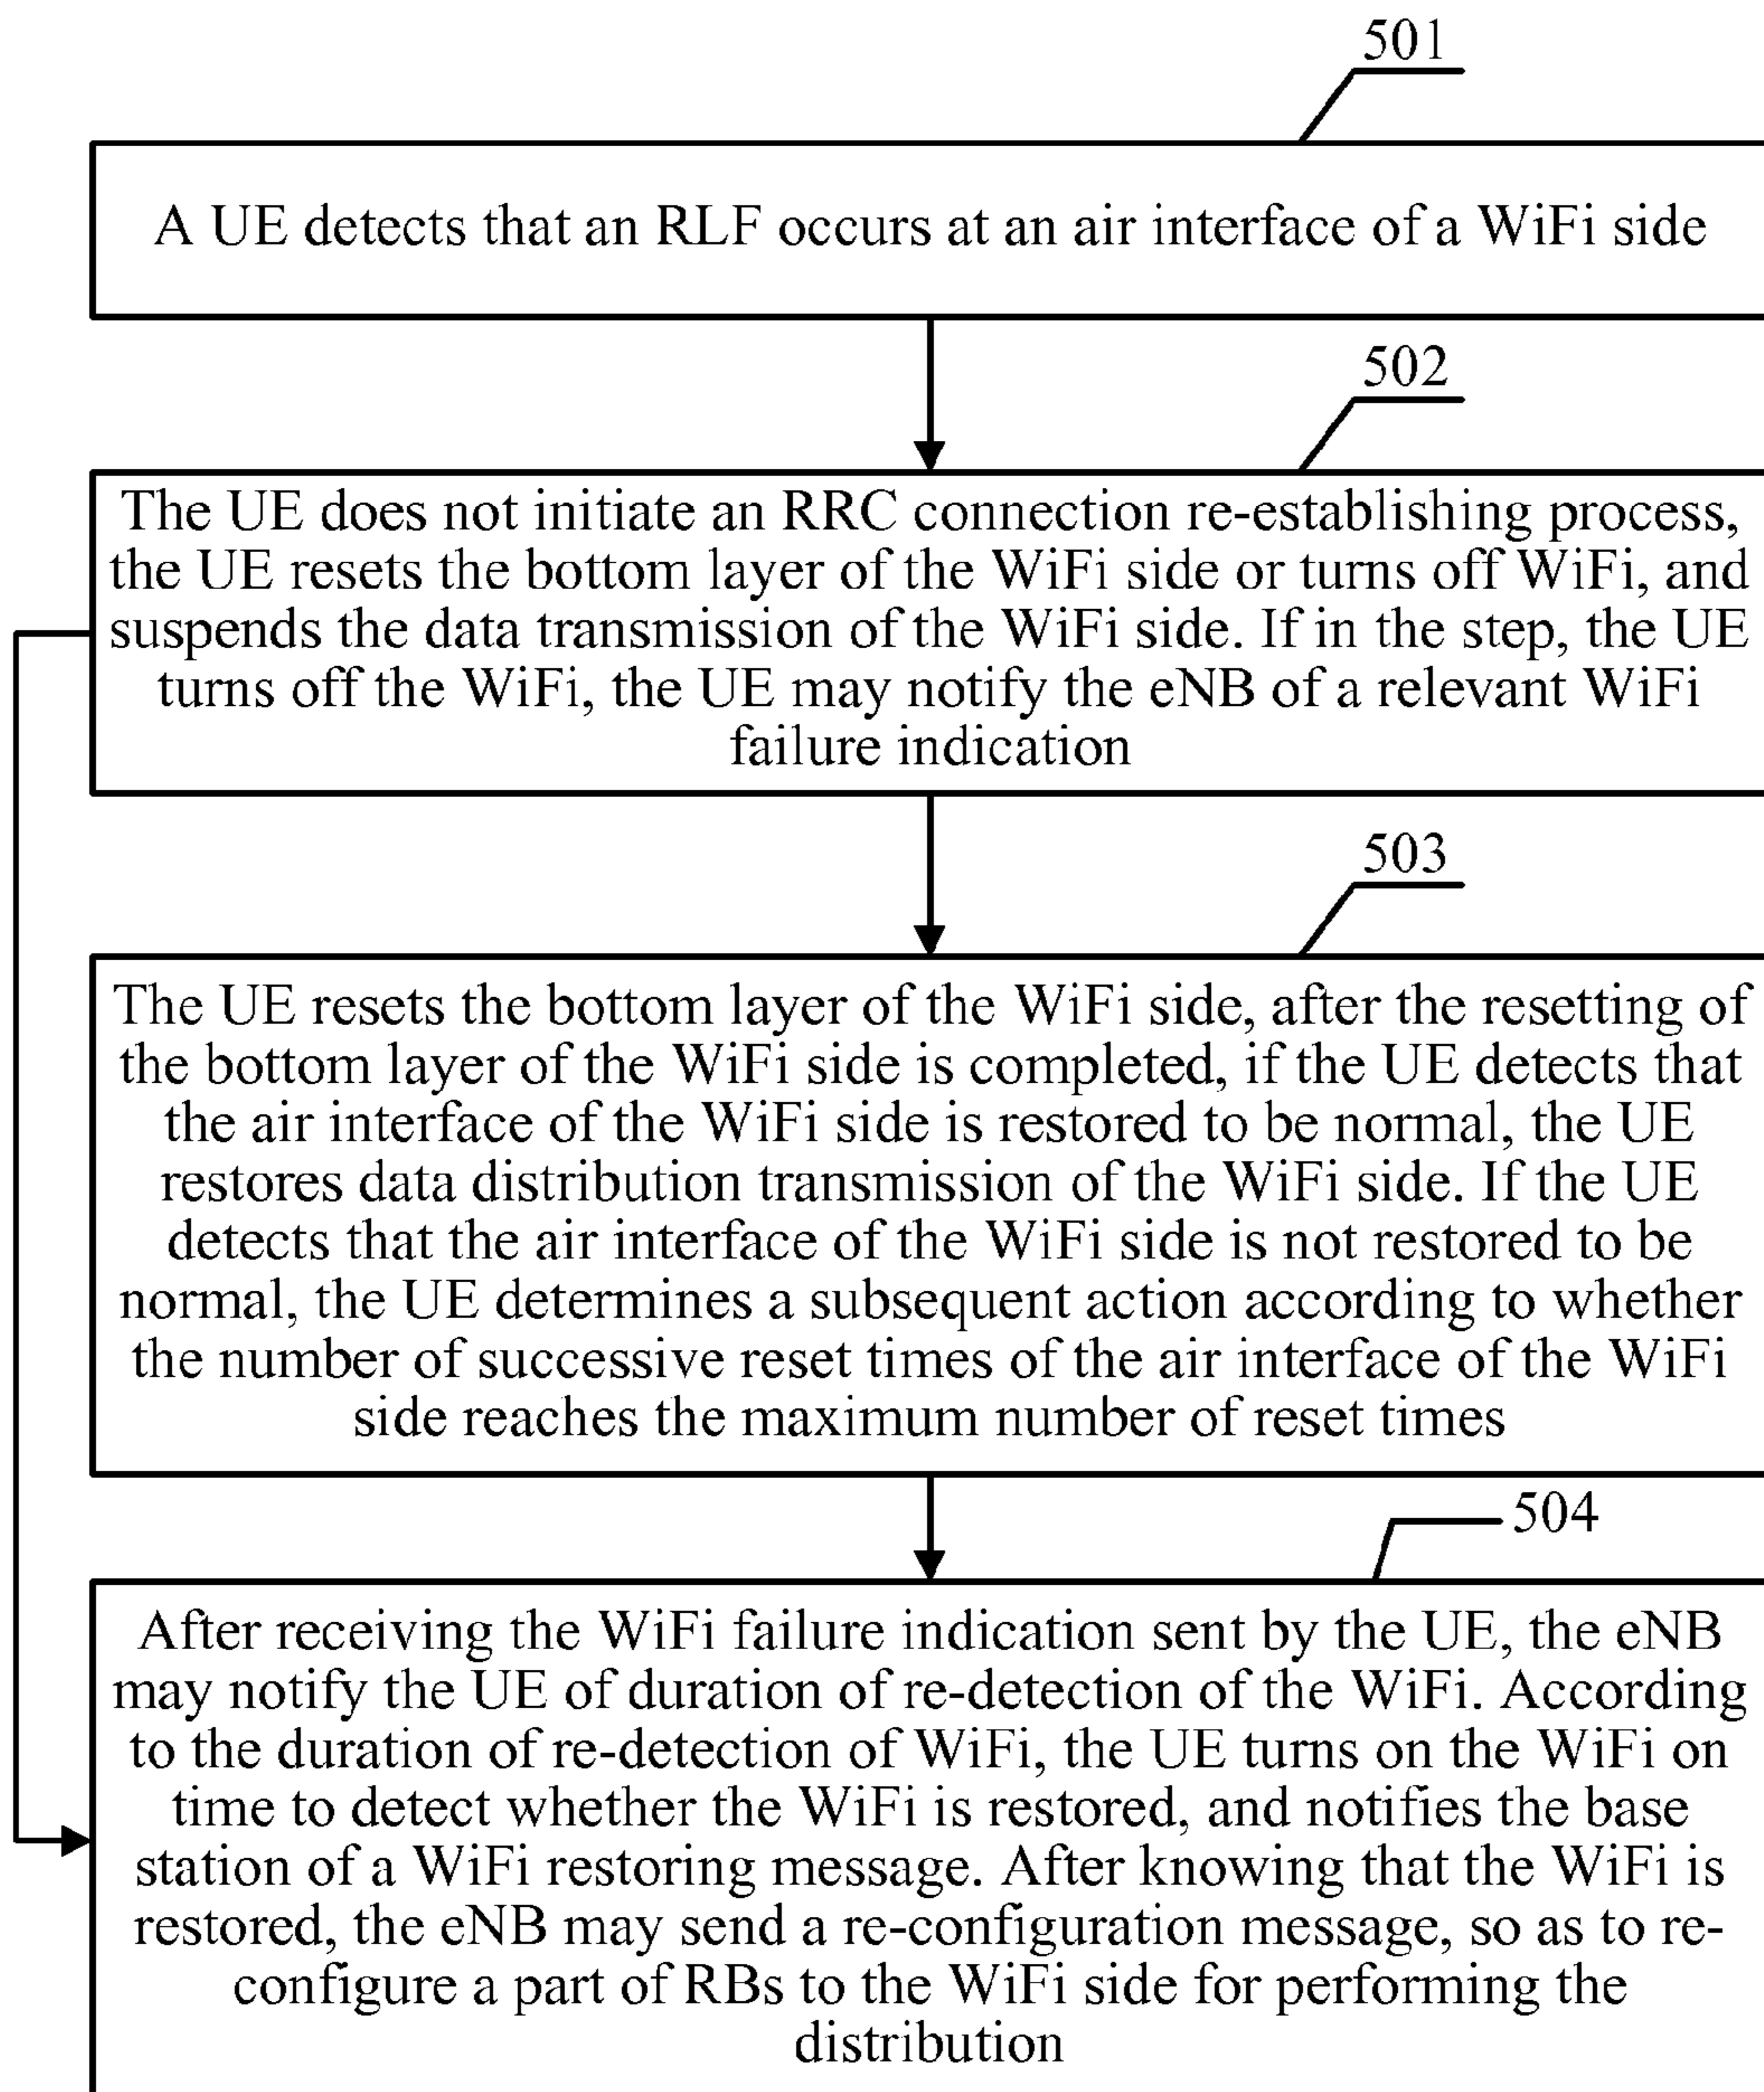 501
A UE detects that an RLF occurs at an air interface of a WiFi side
502
The UE does not initiate an RRC connection re-establishing process,
the UE resets the bottom layer of the WiFi side or turns off WiFi, and
suspends the data transmission of the WiFi side. If in the step, the UE
turns off the WiFi, the UE may notify the eNB of a relevant WiFi
failure indication
503
The UE resets the bottom layer of the WiFi side, after the resetting of
the bottom layer of the WiFi side is completed, if the UE detects that
the air interface of the WiFi side is restored to be normal, the UE
restores data distribution transmission of the WiFi side. If the UE
detects that the air interface of the WiFi side is not restored to be
normal, the UE determines a subsequent action according to whether
the number of successive reset times of the air interface of the WiFi
side reaches the maximum number of reset times
504
After receiving the WiFi failure indication sent by the UE, the eNB
may notify the UE of duration of re-detection of the WiFi. According
to the duration of re-detection of WiFi, the UE turns on the WiFi on
time to detect whether the WiFi is restored, and notifies the base
station of a WiFi restoring message. After knowing that the WiFi is
restored, the eNB may send a re-configuration message, so as to re-
configure a part of RBs to the WiFi side for performing the
distribution